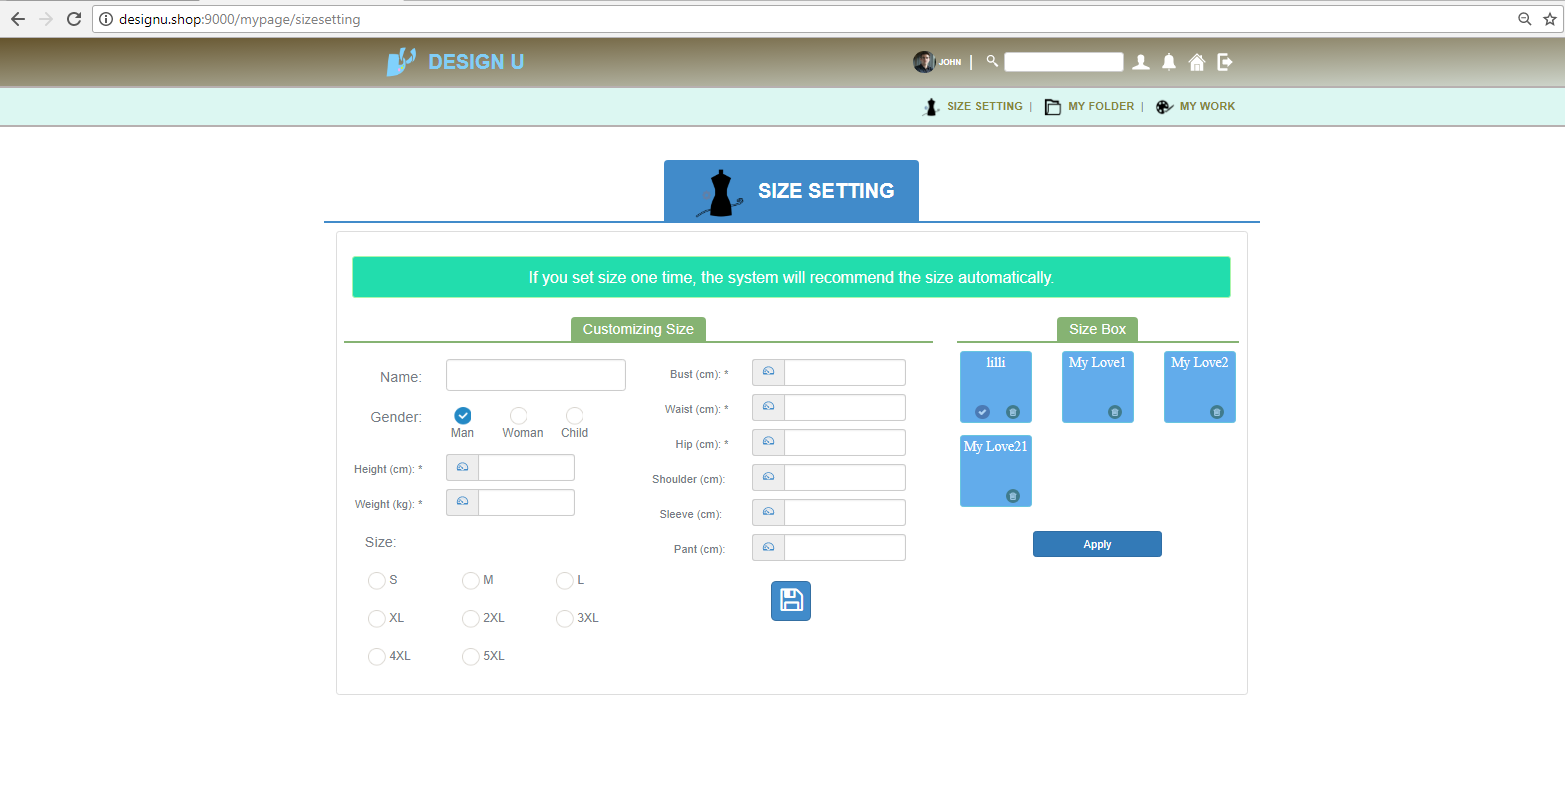 designu.shop:9000/mypage/sizesetting
DESIGN U
JOHN |
SIZE SETTING | MY FOLDER | MY WORK
SIZE SETTING
If you set size one time, the system will recommend the size automatically.
Customizing Size
Name:
Gender:
Man Woman Child
Height (cm): *
Weight (kg): *
Size:
S M L
XL 2XL 3XL
4XL 5XL
Bust (cm): *
Waist (cm): *
Hip (cm): *
Shoulder (cm):
Sleeve (cm):
Pant (cm):
Size Box
lilli My Love1 My Love2
My Love21
Apply